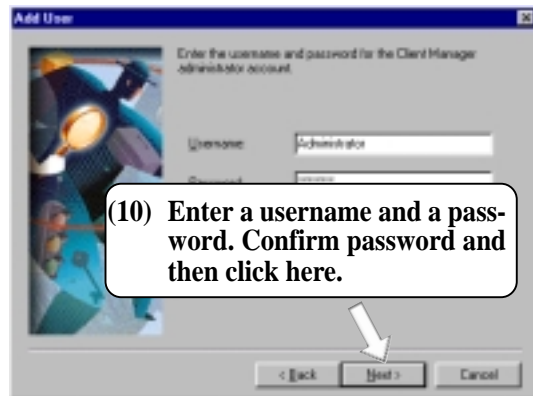 Add User
Enter the username and password for the Client Manager
administrator account.
Username:
Administrator
Password:
(10) Enter a username and a pass-
word. Confirm password and
then click here.
< Back
Next >
Cancel